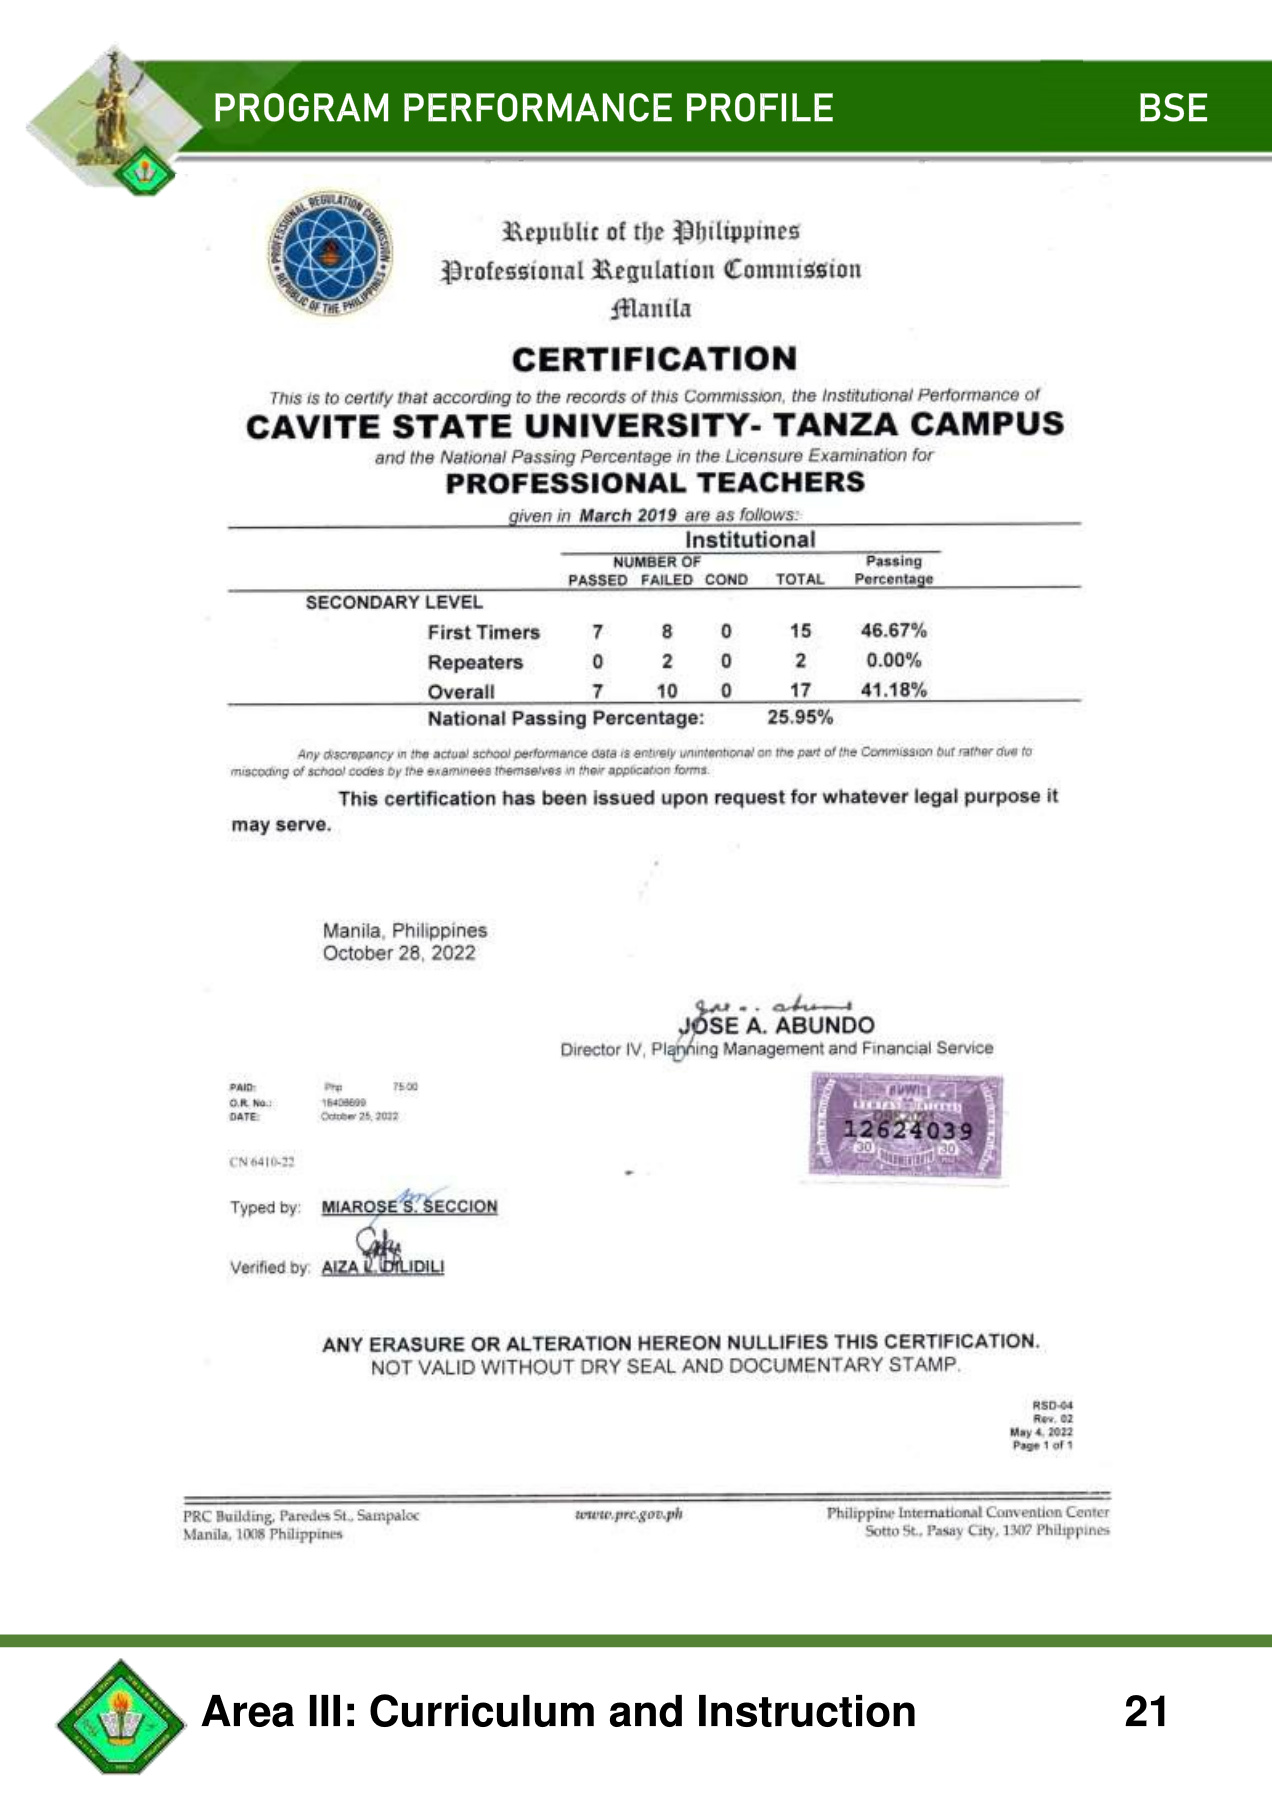 PROGRAM PERFORMANCE PROFILE BSE
PROFESSIONAL REGULATION COMMISSION
REPUBLIC OF THE PHILIPPINES
Republic of the Philippines
Professional Regulation Commission
Manila
CERTIFICATION
This is to certify that according to the records of this Commission, the Institutional Performance of
CAVITE STATE UNIVERSITY- TANZA CAMPUS
and the National Passing Percentage in the Licensure Examination for
PROFESSIONAL TEACHERS
given in March 2019 are as follows:
Institutional
NUMBER OF Passing
PASSED FAILED COND TOTAL Percentage
SECONDARY LEVEL
First Timers 7 8 0 15 46.67%
Repeaters 0 2 0 2 0.00%
Overall 7 10 0 17 41.18%
National Passing Percentage: 25.95%
Any discrepancy in the actual school performance data is entirely unintentional on the part of the Commission but rather due to
miscoding of school codes by the examinees themselves in their application forms.
This certification has been issued upon request for whatever legal purpose it
may serve.
Manila, Philippines
October 28, 2022
JOSE A. ABUNDO
Director IV, Planning Management and Financial Service
PAID: Php 75.00
O.R. No.:
DATE: October 25, 2022
12624039
30 30
CN 6410-22
Typed by: MIAROSE S. SECCION
Verified by: AIZA L. DILIDILI
ANY ERASURE OR ALTERATION HEREON NULLIFIES THIS CERTIFICATION.
NOT VALID WITHOUT DRY SEAL AND DOCUMENTARY STAMP.
RSD-04
Rev. 02
May 4, 2022
Page 1 of 1
PRC Building, Paredes St., Sampaloc www.prc.gov.ph Philippine International Convention Center
Manila, 1008 Philippines Sotto St., Pasay City, 1307 Philippines
Area III: Curriculum and Instruction 21